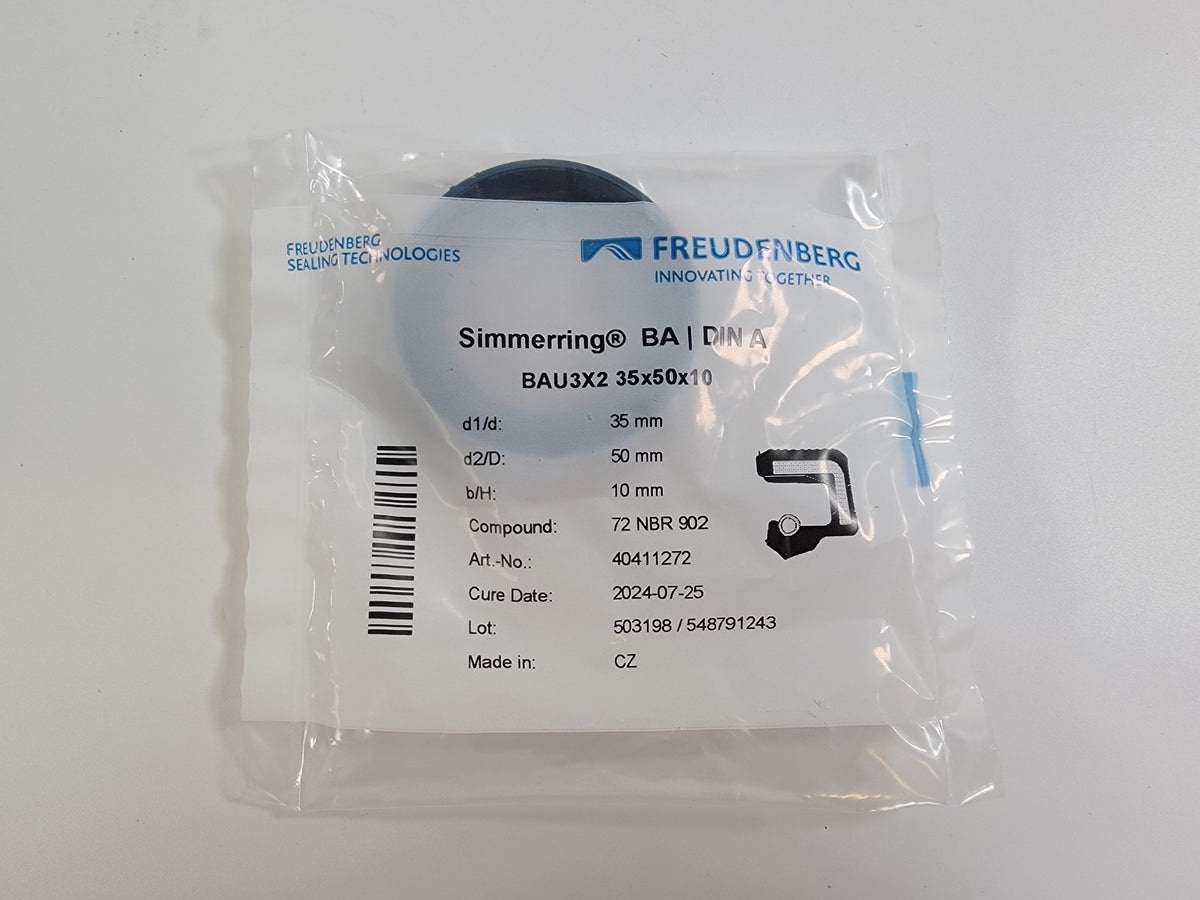 FREUDENBERG
SEALING TECHNOLOGIES
FREUDENBERG
INNOVATING TOGETHER
Simmerring® BA | DIN A
BAU3X2 35x50x10
d1/d: 35 mm
d2/D: 50 mm
b/H: 10 mm
Compound: 72 NBR 902
Art.-No.: 40411272
Cure Date: 2024-07-25
Lot: 503198 / 548791243
Made in: CZ